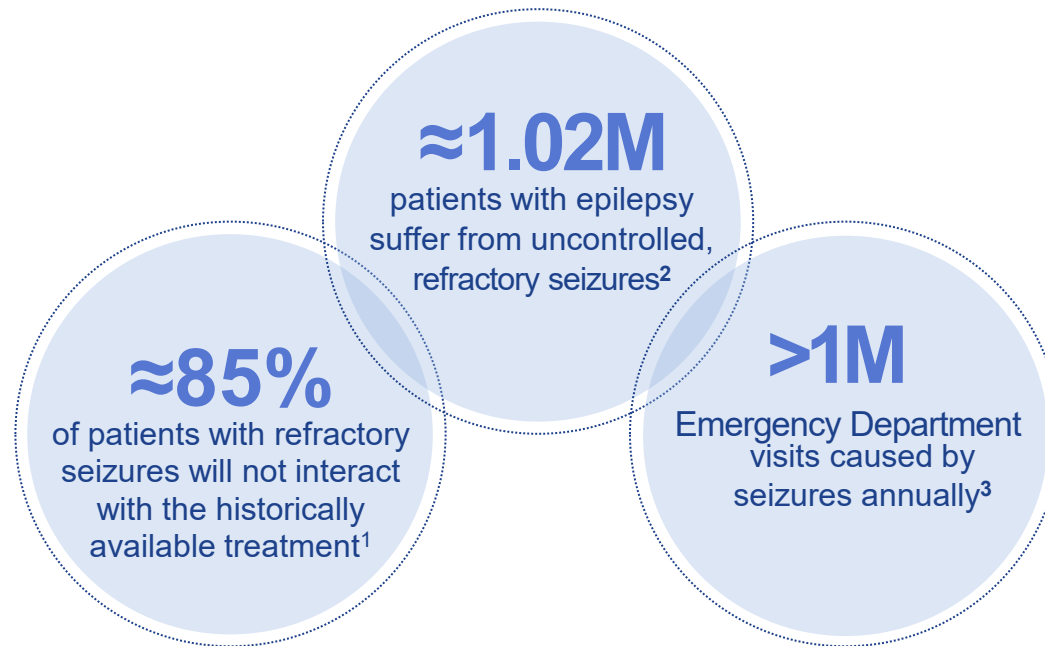 ≈1.02M
patients with epilepsy
suffer from uncontrolled,
refractory seizures²
≈85%
of patients with refractory
seizures will not interact
with the historically
available treatment¹
>1M
Emergency Department
visits caused by
seizures annually³